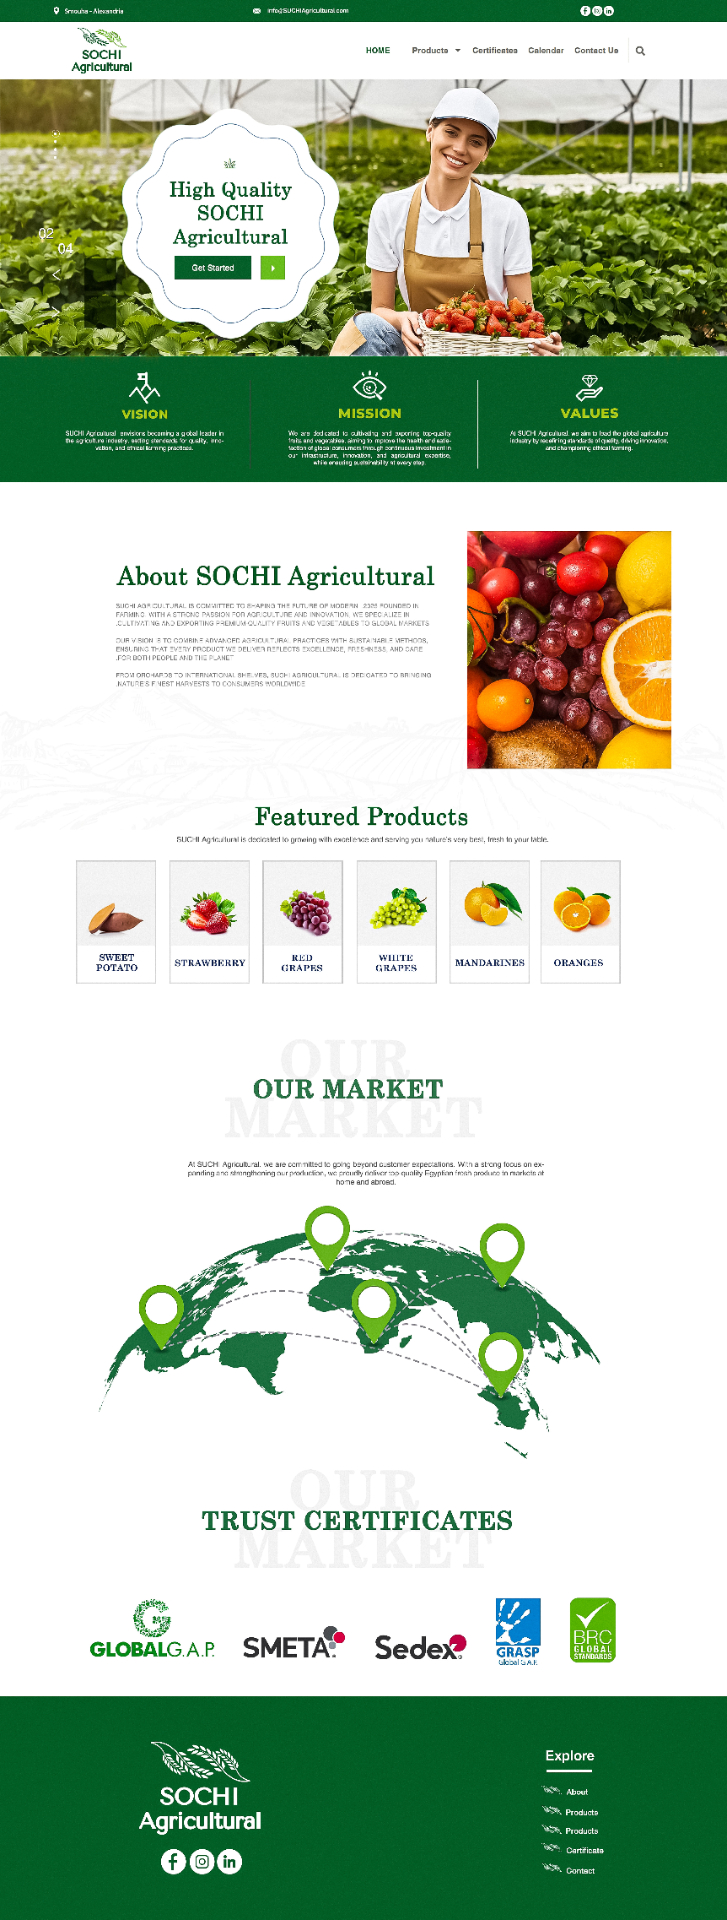 Smouha - Alexandria
info@SUCHIAgricultural.com
SOCHI
Agricultural
HOME
Products
Certificates
Calendar
Contact Us
High Quality
SOCHI
Agricultural
Get Started
02
04
VISION
SUCHI Agricultural envisions becoming a global leader in
the agriculture industry, setting standards for quality, inno-
vation, and ethical farming practices.
MISSION
We are dedicated to cultivating and exporting top-quality
fruits and vegetables, aiming to improve the health and satis-
faction of global consumers through continuous investment in
our infrastructure, innovation, and agricultural expertise,
while ensuring sustainability at every step.
VALUES
At SUCHI Agricultural, we aim to lead the global agriculture
industry by redefining standards of quality, driving innovation,
and championing ethical farming.
About SOCHI Agricultural
SUCHI AGRICULTURAL IS COMMITTED TO SHAPING THE FUTURE OF MODERN FOUNDED IN
FARMING. WITH A STRONG PASSION FOR AGRICULTURE AND INNOVATION, WE SPECIALIZE IN
.CULTIVATING AND EXPORTING PREMIUM-QUALITY FRUITS AND VEGETABLES TO GLOBAL MARKETS
OUR VISION IS TO COMBINE ADVANCED AGRICULTURAL PRACTICES WITH SUSTAINABLE METHODS,
ENSURING THAT EVERY PRODUCT WE DELIVER REFLECTS EXCELLENCE, FRESHNESS, AND CARE
.FOR BOTH PEOPLE AND THE PLANET
FROM ORCHARDS TO INTERNATIONAL SHELVES, SUCHI AGRICULTURAL IS DEDICATED TO BRINGING
.NATURE'S FINEST HARVESTS TO CONSUMERS WORLDWIDE
Featured Products
SUCHI Agricultural is dedicated to growing with excellence and serving you nature's very best, fresh to your table.
SWEET
POTATO
STRAWBERRY
RED
GRAPES
WHITE
GRAPES
MANDARINES
ORANGES
OUR
MARKET
OUR MARKET
At SUCHI Agricultural, we are committed to going beyond customer expectations. With a strong focus on ex-
panding and strengthening our production, we proudly deliver top-quality Egyptian fresh produce to markets at
home and abroad.
OUR
MARKET
TRUST CERTIFICATES
GLOBALG.A.P.
SMETA
Sedex
GRASP
Global G.A.P.
BRC
GLOBAL
STANDARDS
SOCHI
Agricultural
Explore
About
Products
Products
Certificate
Contact